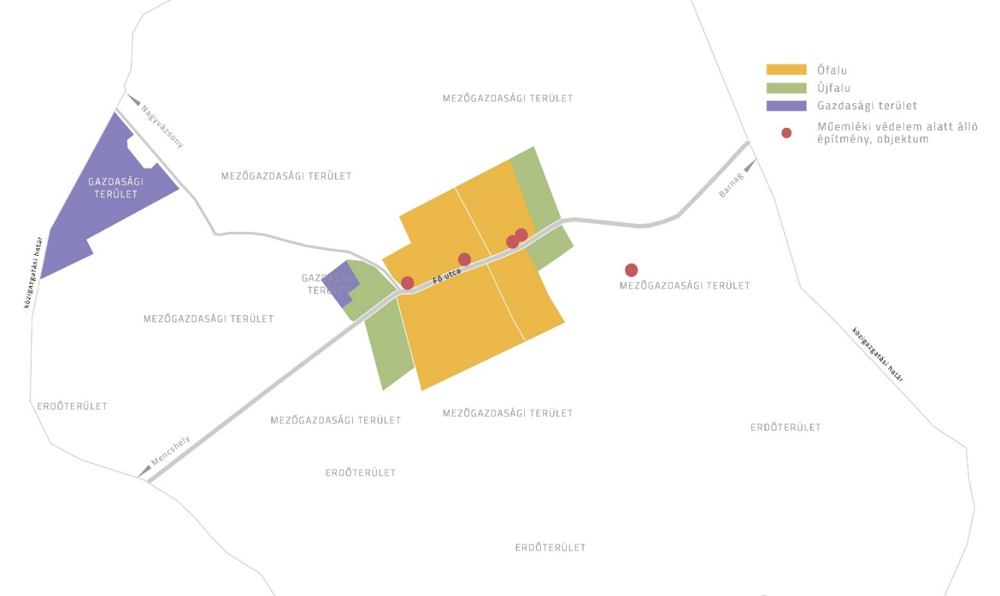 Ófalu
Újfalu
Gazdasági terület
Műemléki védelem alatt álló
építmény, objektum
MEZŐGAZDASÁGI TERÜLET
Nagyvázsony
MEZŐGAZDASÁGI TERÜLET
GAZDASÁGI
TERÜLET
Barnag
közigazgatási határ
Fő utca
GAZDASÁGI
TERÜLET
MEZŐGAZDASÁGI TERÜLET
MEZŐGAZDASÁGI TERÜLET
közigazgatási határ
ERDŐTERÜLET
MEZŐGAZDASÁGI TERÜLET
MEZŐGAZDASÁGI TERÜLET
ERDŐTERÜLET
Mencshely
ERDŐTERÜLET
ERDŐTERÜLET